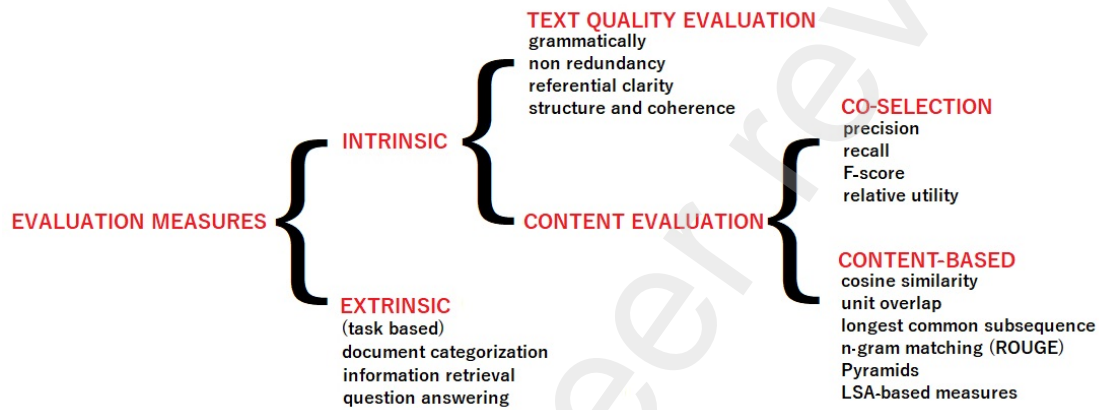 TEXT QUALITY EVALUATION
grammatically
non redundancy
referential clarity
structure and coherence
INTRINSIC
EVALUATION MEASURES
CONTENT EVALUATION
CO-SELECTION
precision
recall
F-score
relative utility
CONTENT-BASED
cosine similarity
unit overlap
longest common subsequence
n-gram matching (ROUGE)
Pyramids
LSA-based measures
EXTRINSIC
(task based)
document categorization
information retrieval
question answering
eer rev